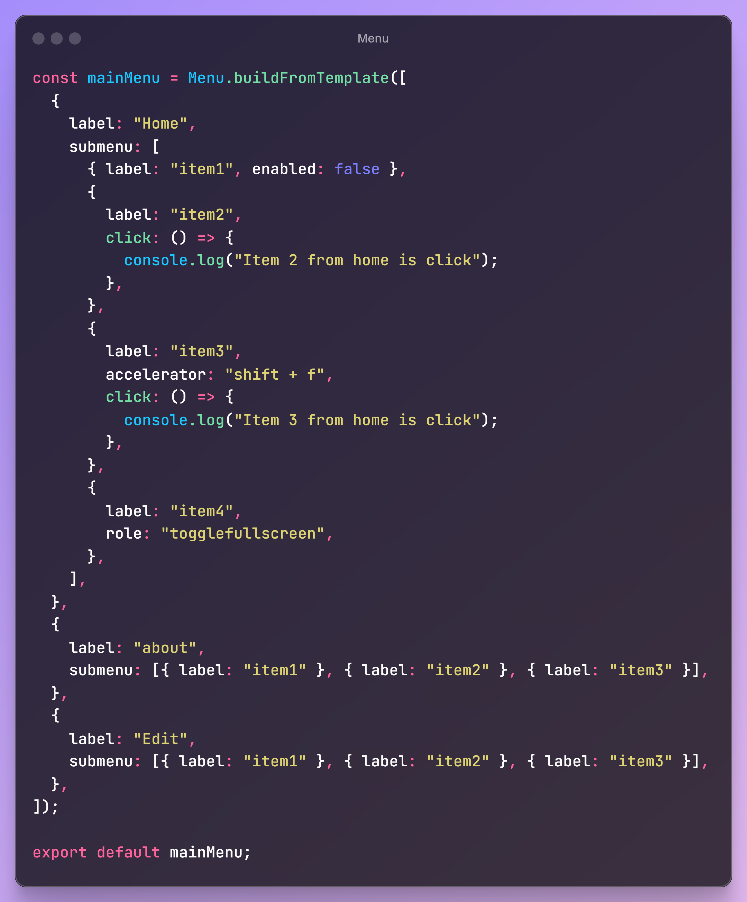 Menu
const mainMenu = Menu.buildFromTemplate([
  {
    label: "Home",
    submenu: [
      { label: "item1", enabled: false },
      {
        label: "item2",
        click: () => {
          console.log("Item 2 from home is click");
        },
      },
      {
        label: "item3",
        accelerator: "shift + f",
        click: () => {
          console.log("Item 3 from home is click");
        },
      },
      {
        label: "item4",
        role: "togglefullscreen",
      },
    ],
  },
  {
    label: "about",
    submenu: [{ label: "item1" }, { label: "item2" }, { label: "item3" }],
  },
  {
    label: "Edit",
    submenu: [{ label: "item1" }, { label: "item2" }, { label: "item3" }],
  },
]);

export default mainMenu;